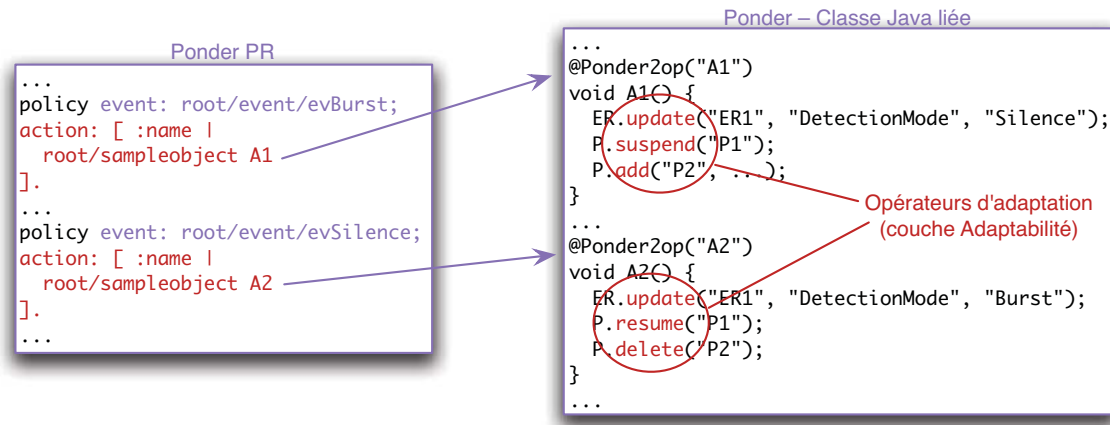 Ponder PR
...
policy event: root/event/evBurst;
action: [ :name |
root/sampleobject A1
].
...
policy event: root/event/evSilence;
action: [ :name |
root/sampleobject A2
].
...
Ponder – Classe Java liée
...
@Ponder2op("A1")
void A1() {
ER.update("ER1", "DetectionMode", "Silence");
P.suspend("P1");
P.add("P2", ...);
}
...
@Ponder2op("A2")
void A2() {
ER.update("ER1", "DetectionMode", "Burst");
P.resume("P1");
P.delete("P2");
}
...
Opérateurs d'adaptation
(couche Adaptabilité)